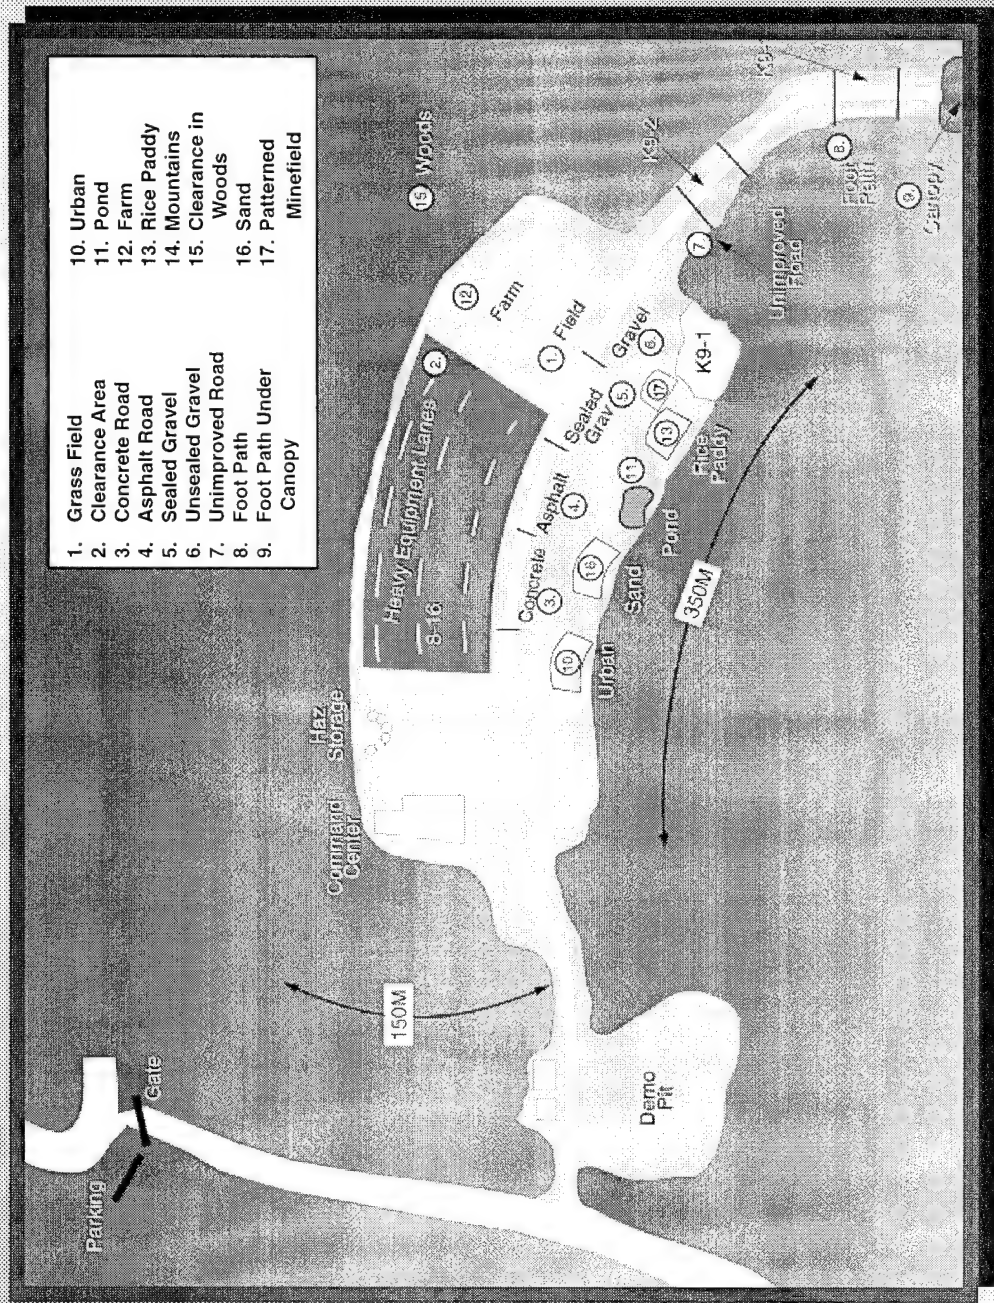 1. Grass Field
2. Clearance Area
3. Concrete Road
4. Asphalt Road
5. Sealed Gravel
6. Unsealed Gravel
7. Unimproved Road
8. Foot Path
9. Foot Path Under
Canopy
10. Urban
11. Pond
12. Farm
13. Rice Paddy
14. Mountains
15. Clearance in
Woods
16. Sand
17. Patterned
Minefield
Parking
Gate
150M
Demo
Pit
Command
Center
Haz
Storage
Heavy Equipment Lanes
8-16
2.
12
Farm
15 Woods
1. Field
Concrete
3.
Asphalt
4.
Sealed
Grav
5.
Gravel
6.
10
Urban
16
Sand
11
Pond
13
Rice
Paddy
17
K9-1
350M
7.
Unimproved
Road
K9-2
K9-
8.
Foot
Path
9.
Canopy